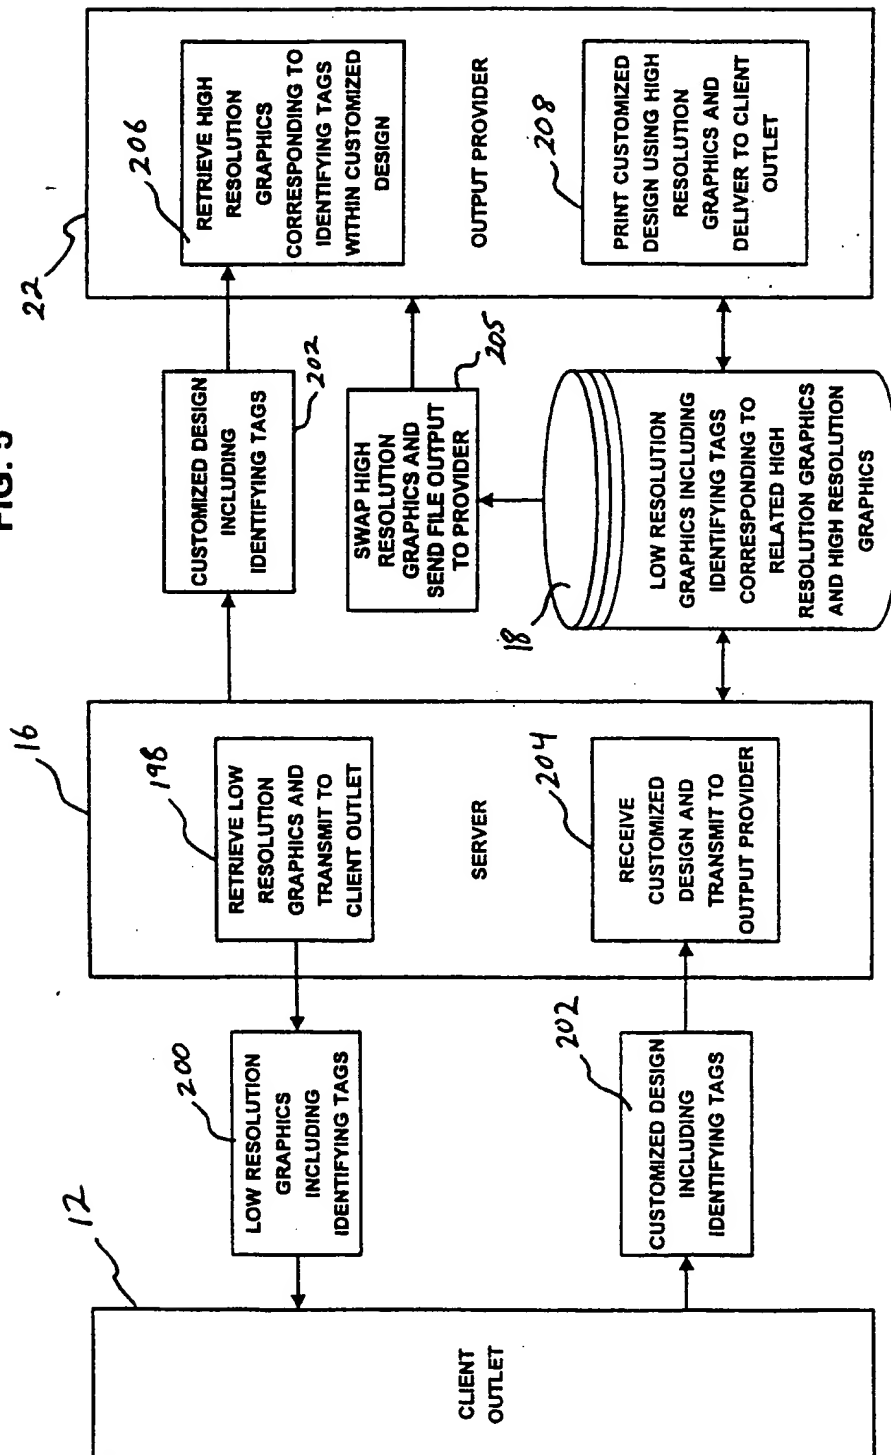 FIG. 5
12
CLIENT
OUTLET
200
LOW RESOLUTION
GRAPHICS
INCLUDING
IDENTIFYING TAGS
202
CUSTOMIZED DESIGN
INCLUDING
IDENTIFYING TAGS
16
198
RETRIEVE LOW
RESOLUTION
GRAPHICS AND
TRANSMIT TO
CLIENT OUTLET
SERVER
204
RECEIVE
CUSTOMIZED
DESIGN AND
TRANSMIT TO
OUTPUT PROVIDER
CUSTOMIZED DESIGN
INCLUDING
IDENTIFYING TAGS
202
SWAP HIGH
RESOLUTION
GRAPHICS AND
SEND FILE OUTPUT
TO PROVIDER
205
18
LOW RESOLUTION
GRAPHICS INCLUDING
IDENTIFYING TAGS
CORRESPONDING TO
RELATED HIGH
RESOLUTION GRAPHICS
AND HIGH RESOLUTION
GRAPHICS
22
206
RETRIEVE HIGH
RESOLUTION
GRAPHICS
CORRESPONDING TO
IDENTIFYING TAGS
WITHIN CUSTOMIZED
DESIGN
OUTPUT PROVIDER
208
PRINT CUSTOMIZED
DESIGN USING HIGH
RESOLUTION
GRAPHICS AND
DELIVER TO CLIENT
OUTLET